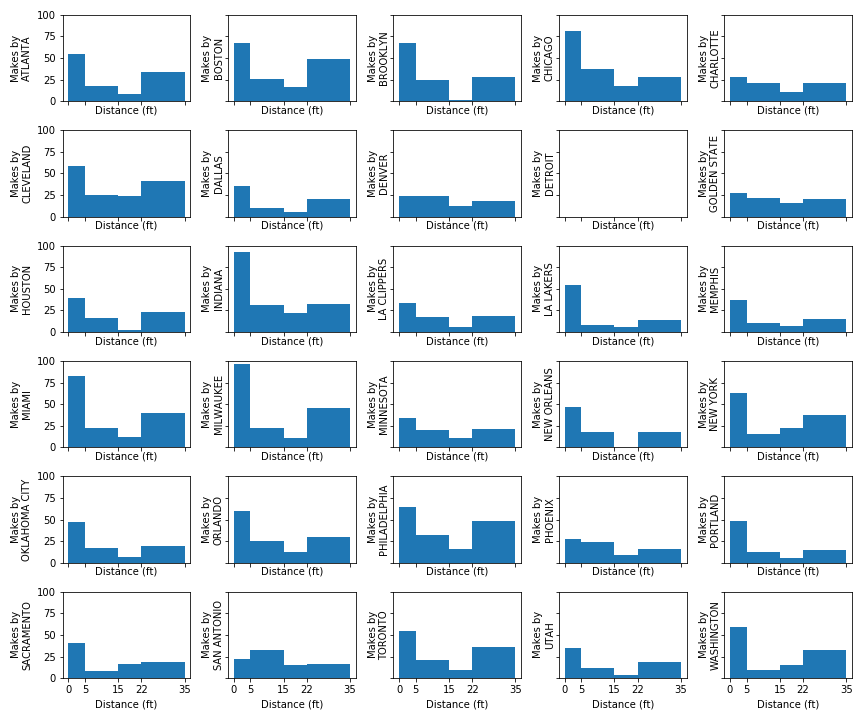 100
75
50
25
0
Makes by
ATLANTA
Distance (ft)
Makes by
BOSTON
Distance (ft)
Makes by
BROOKLYN
Distance (ft)
Makes by
CHICAGO
Distance (ft)
Makes by
CHARLOTTE
Distance (ft)
100
75
50
25
0
Makes by
CLEVELAND
Distance (ft)
Makes by
DALLAS
Distance (ft)
Makes by
DENVER
Distance (ft)
Makes by
DETROIT
Distance (ft)
Makes by
GOLDEN STATE
Distance (ft)
100
75
50
25
0
Makes by
HOUSTON
Distance (ft)
Makes by
INDIANA
Distance (ft)
Makes by
LA CLIPPERS
Distance (ft)
Makes by
LA LAKERS
Distance (ft)
Makes by
MEMPHIS
Distance (ft)
100
75
50
25
0
Makes by
MIAMI
Distance (ft)
Makes by
MILWAUKEE
Distance (ft)
Makes by
MINNESOTA
Distance (ft)
Makes by
NEW ORLEANS
Distance (ft)
Makes by
NEW YORK
Distance (ft)
100
75
50
25
0
Makes by
OKLAHOMA CITY
Distance (ft)
Makes by
ORLANDO
Distance (ft)
Makes by
PHILADELPHIA
Distance (ft)
Makes by
PHOENIX
Distance (ft)
Makes by
PORTLAND
Distance (ft)
100
75
50
25
0
Makes by
SACRAMENTO
0 5 15 22 35
Distance (ft)
Makes by
SAN ANTONIO
0 5 15 22 35
Distance (ft)
Makes by
TORONTO
0 5 15 22 35
Distance (ft)
Makes by
UTAH
0 5 15 22 35
Distance (ft)
Makes by
WASHINGTON
0 5 15 22 35
Distance (ft)